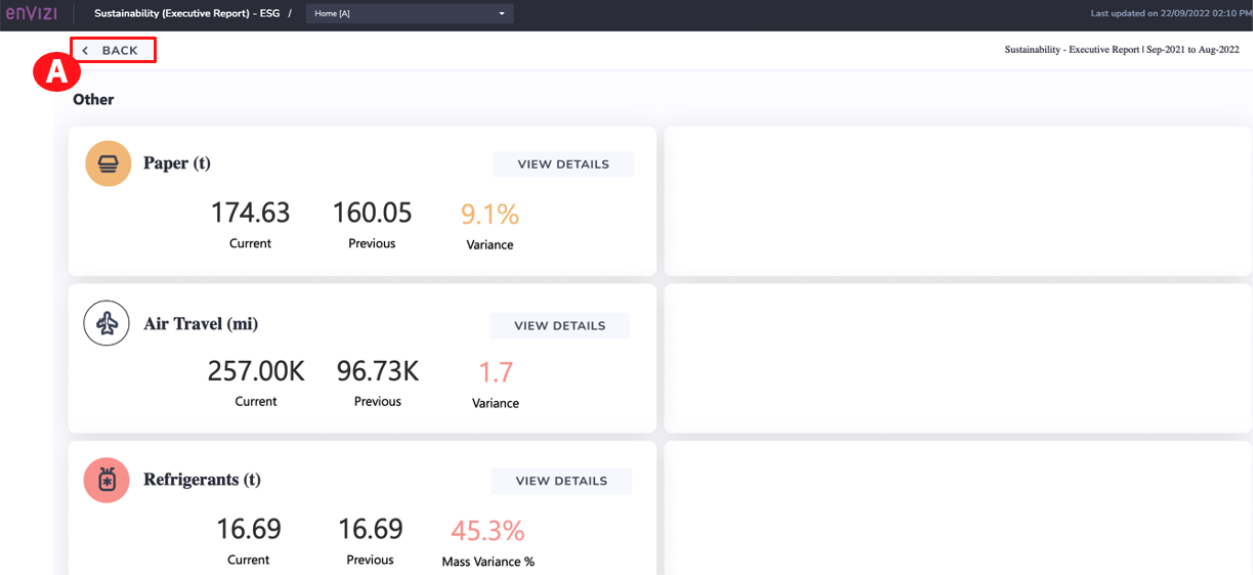 enVIZI
Sustainability (Executive Report) - ESG / Home [A]
Last updated on 22/09/2022 02:10 PM
A
BACK
Sustainability - Executive Report | Sep-2021 to Aug-2022
Other
Paper (t)
VIEW DETAILS
174.63 160.05 9.1%
Current Previous Variance
Air Travel (mi)
VIEW DETAILS
257.00K 96.73K 1.7
Current Previous Variance
Refrigerants (t)
VIEW DETAILS
16.69 16.69 45.3%
Current Previous Mass Variance %